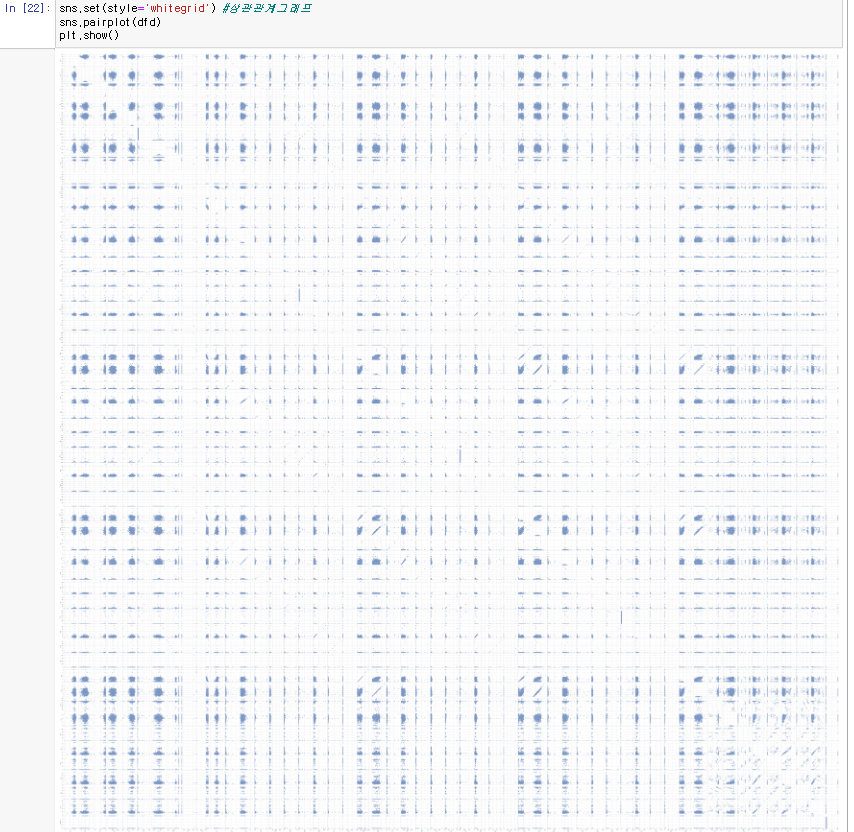 In [22]: sns.set(style='whitegrid') #상관관계그래프
sns.pairplot(dfd)
plt.show()